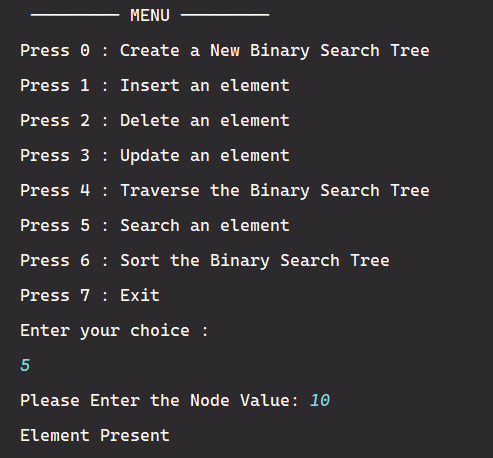 ───────── MENU ─────────
Press 0 : Create a New Binary Search Tree
Press 1 : Insert an element
Press 2 : Delete an element
Press 3 : Update an element
Press 4 : Traverse the Binary Search Tree
Press 5 : Search an element
Press 6 : Sort the Binary Search Tree
Press 7 : Exit
Enter your choice :
5
Please Enter the Node Value: 10
Element Present